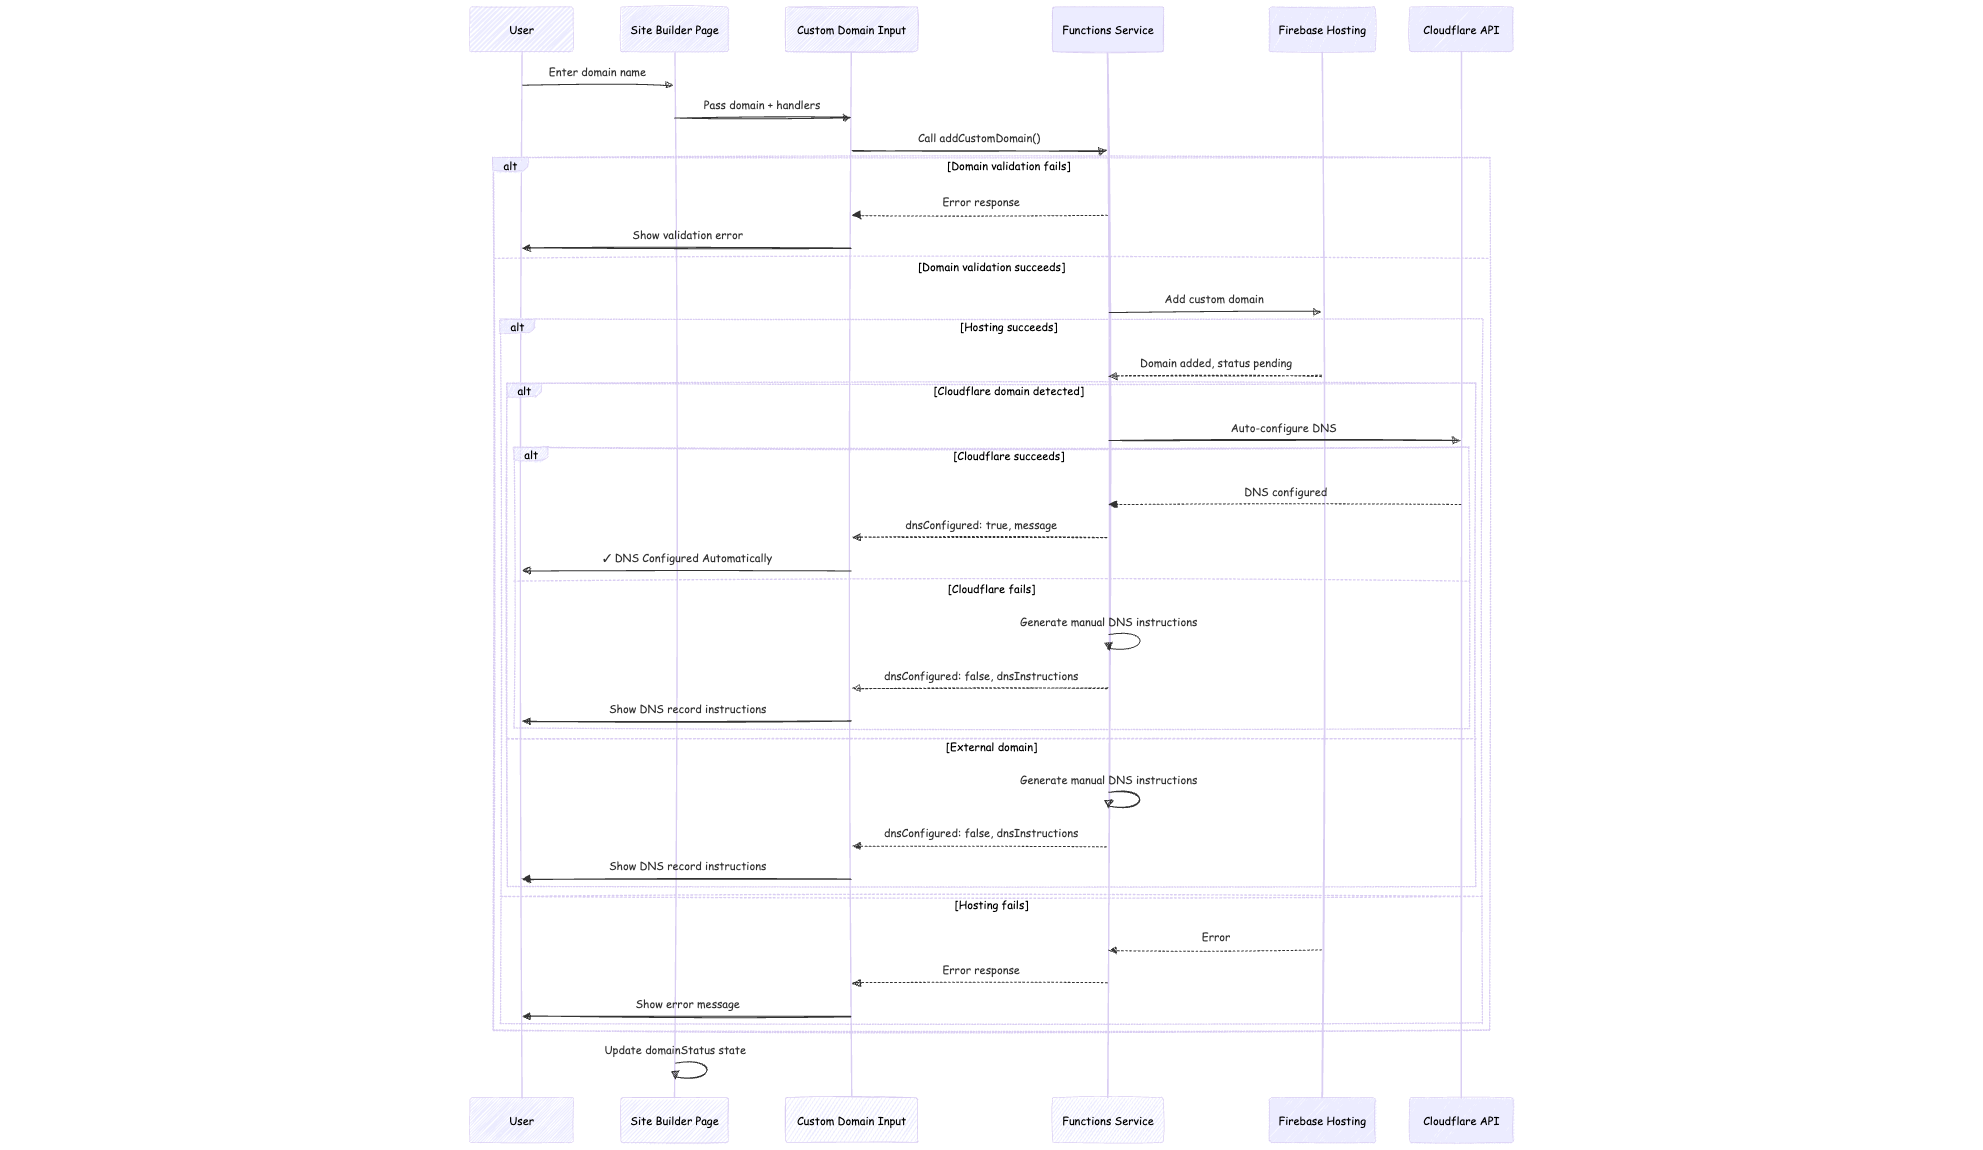 User
Site Builder Page
Custom Domain Input
Functions Service
Firebase Hosting
Cloudflare API
Enter domain name
Pass domain + handlers
Call addCustomDomain()
alt
[Domain validation fails]
Error response
Show validation error
[Domain validation succeeds]
Add custom domain
alt
[Hosting succeeds]
Domain added, status pending
alt
[Cloudflare domain detected]
Auto-configure DNS
alt
[Cloudflare succeeds]
DNS configured
dnsConfigured: true, message
✓ DNS Configured Automatically
[Cloudflare fails]
Generate manual DNS instructions
dnsConfigured: false, dnsInstructions
Show DNS record instructions
[External domain]
Generate manual DNS instructions
dnsConfigured: false, dnsInstructions
Show DNS record instructions
[Hosting fails]
Error
Error response
Show error message
Update domainStatus state
User
Site Builder Page
Custom Domain Input
Functions Service
Firebase Hosting
Cloudflare API